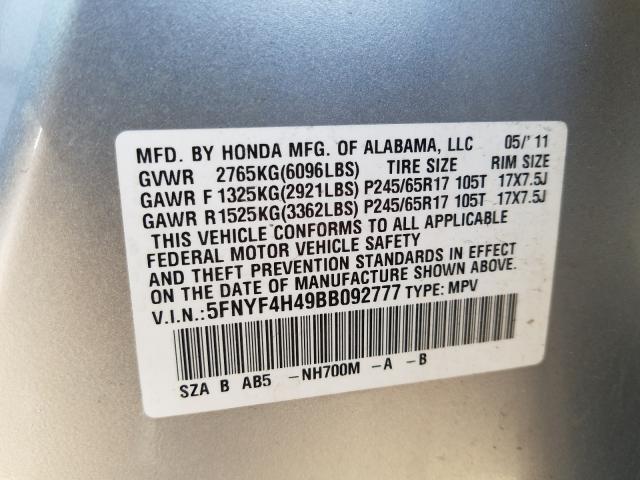 MFD. BY HONDA MFG. OF ALABAMA, LLC 05/'11
GVWR 2765KG(6096LBS) TIRE SIZE RIM SIZE
GAWR F 1325KG(2921LBS) P245/65R17 105T 17X7.5J
GAWR R1525KG(3362LBS) P245/65R17 105T 17X7.5J
THIS VEHICLE CONFORMS TO ALL APPLICABLE
FEDERAL MOTOR VEHICLE SAFETY
AND THEFT PREVENTION STANDARDS IN EFFECT
ON THE DATE OF MANUFACTURE SHOWN ABOVE.
V.I.N.:5FNYF4H49BB092777 TYPE: MPV
SZA B AB5 -NH700M -A -B